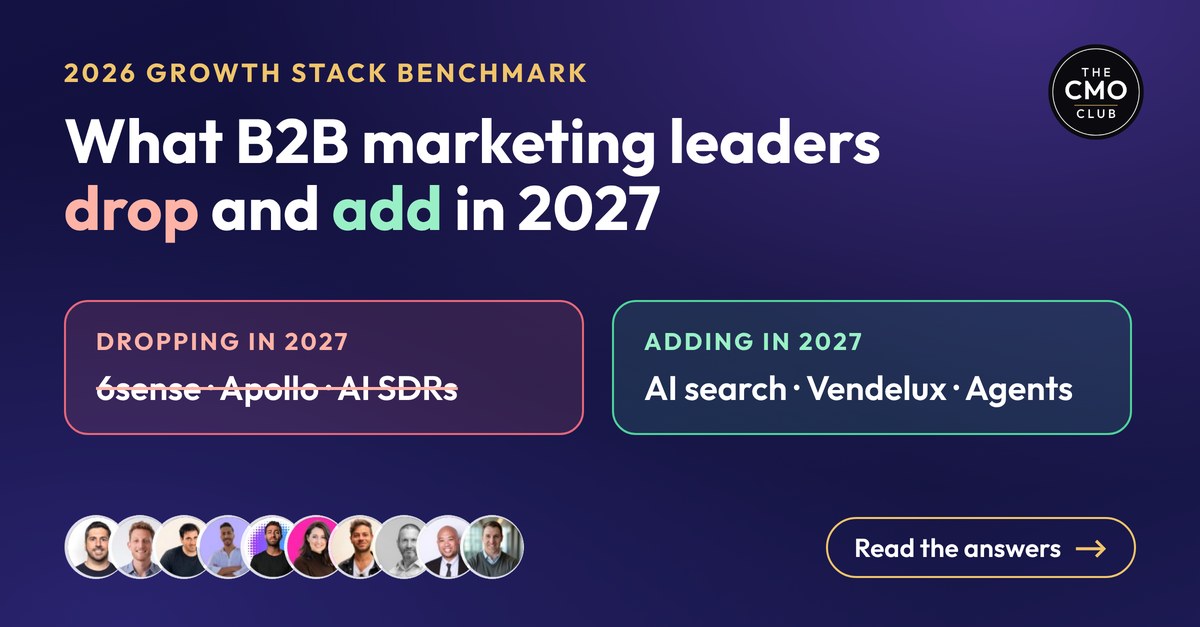 2026 GROWTH STACK BENCHMARK
THE
CMO
CLUB
What B2B marketing leaders
drop and add in 2027
DROPPING IN 2027
6sense · Apollo · AI SDRs
ADDING IN 2027
AI search · Vendelux · Agents
Read the answers →